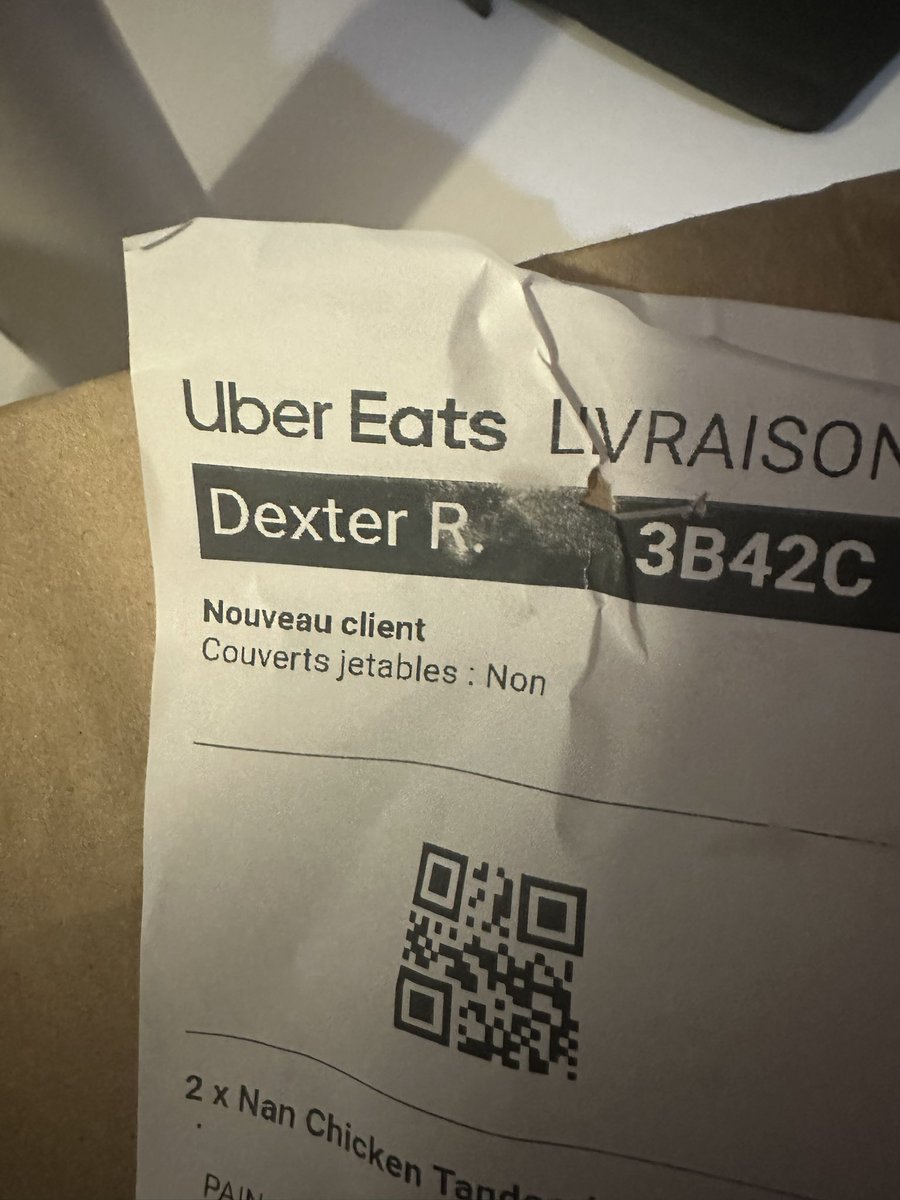 Uber Eats LIVRAISON
Dexter R. 3B42C
Nouveau client
Couverts jetables : Non
2 x Nan Chicken